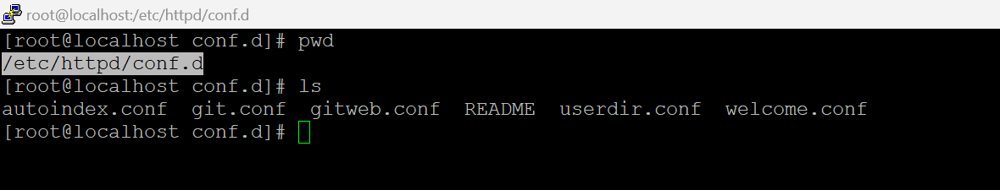 root@localhost:/etc/httpd/conf.d
[root@localhost conf.d]# pwd
/etc/httpd/conf.d
[root@localhost conf.d]# ls
autoindex.conf  git.conf  gitweb.conf  README  userdir.conf  welcome.conf
[root@localhost conf.d]#